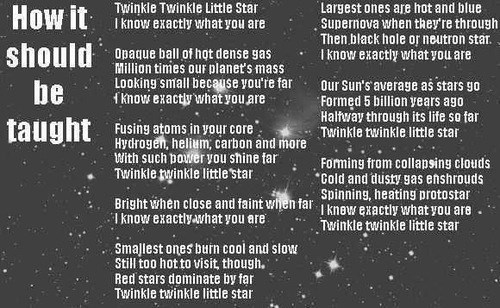 How it
should
be
taught
Twinkle Twinkle Little Star
I know exactly what you are
Opaque ball of hot dense gas
Million times our planet's mass
Looking small because you're far
I know exactly what you are
Fusing atoms in your core
Hydrogen, helium, carbon and more
With such power you shine far
Twinkle twinkle little star
Bright when close and faint when far
I know exactly what you are
Smallest ones burn cool and slow
Still too hot to visit, though.
Red stars dominate by far
Twinkle twinkle little star
Largest ones are hot and blue
Supernova when they're through
Then black hole or neutron star
I know exactly what you are
Our Sun's average as stars go
Formed 5 billion years ago
Halfway through its life so far
Twinkle twinkle little star
Forming from collapsing clouds
Cold and dusty gas enshrouds
Spinning, heating protostar
I know exactly what you are
Twinkle twinkle little star